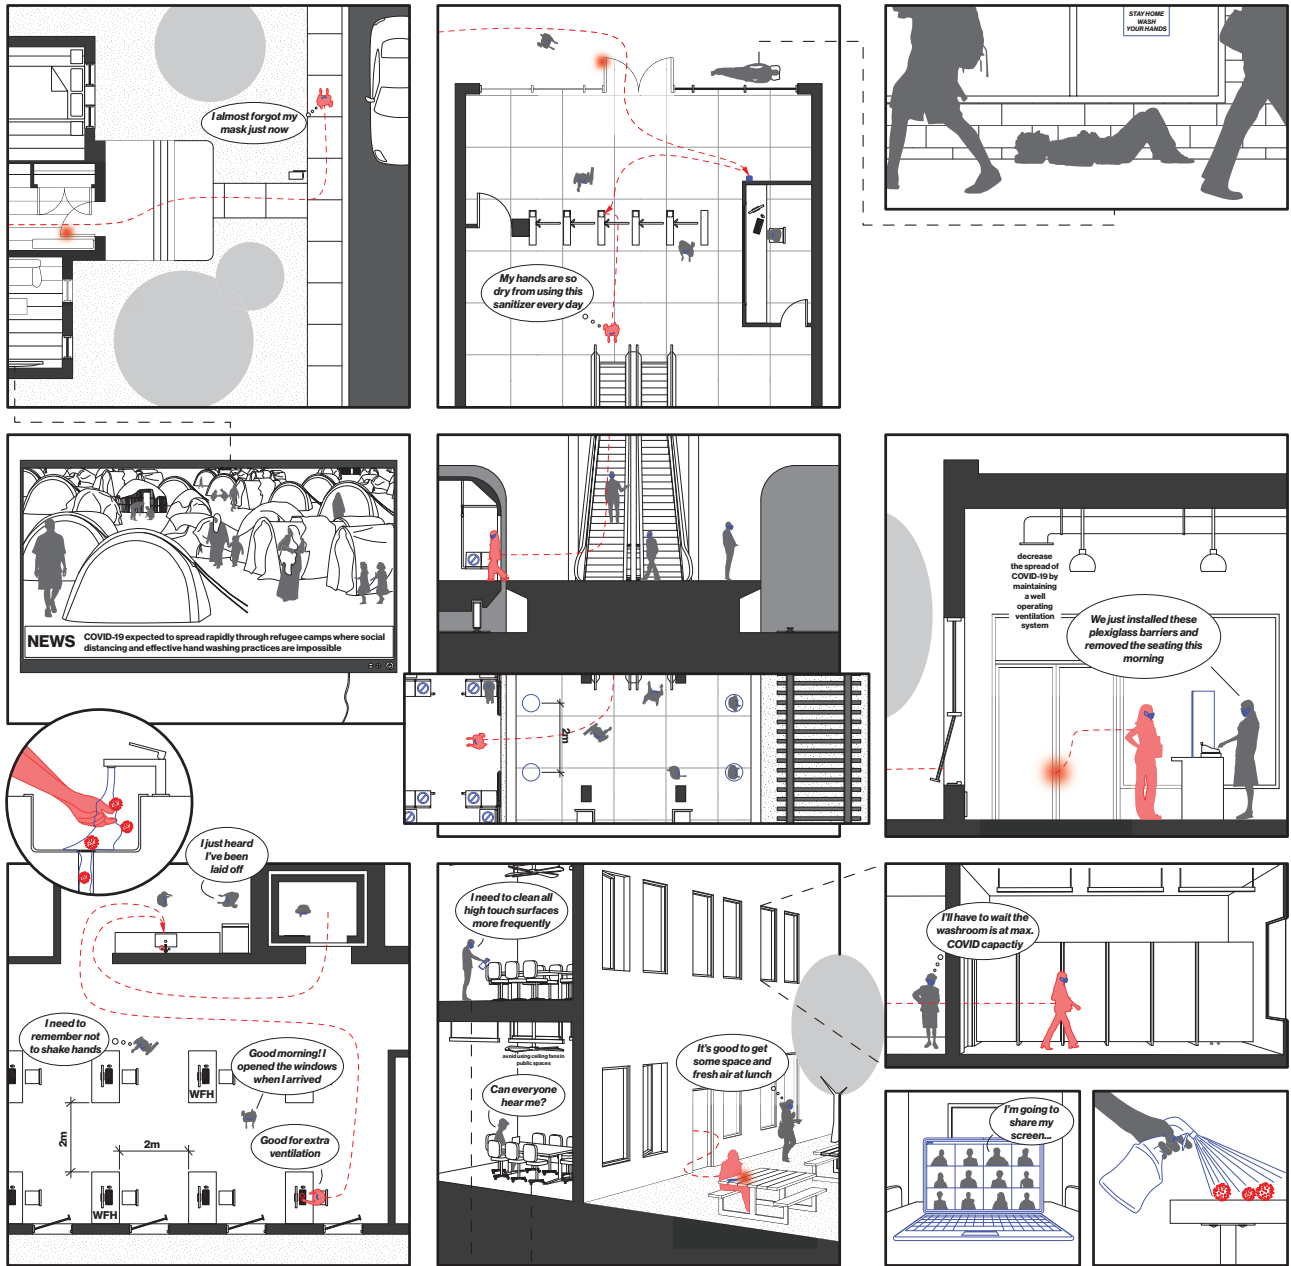 STAY HOME
WASH
YOUR HANDS
I almost forgot my
mask just now
My hands are so
dry from using this
sanitizer every day
NEWS
COVID-19 expected to spread rapidly through refugee camps where social
distancing and effective hand washing practices are impossible
2m
decrease
the spread of
COVID-19 by
maintaining
a well
operating
ventilation
system
We just installed these
plexiglass barriers and
removed the seating this
morning
I just heard
I've been
laid off
I need to
remember not
to shake hands
Good morning! I
opened the windows
when I arrived
WFH
2m
2m
Good for extra
ventilation
WFH
I need to clean all
high touch surfaces
more frequently
avoid using ceiling fans in
public spaces
Can everyone
hear me?
It's good to get
some space and
fresh air at lunch
I'll have to wait the
washroom is at max.
COVID capactiy
I'm going to
share my
screen...